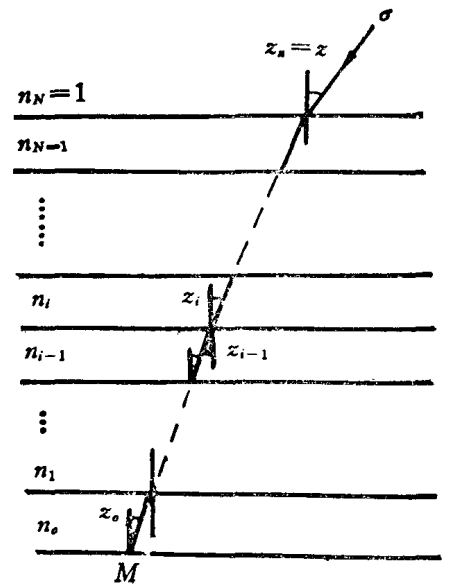 σ
z_n = z
n_N = 1
n_{N-1}
n_i
z_i
n_{i-1}
z_{i-1}
n_1
n_o
z_o
M